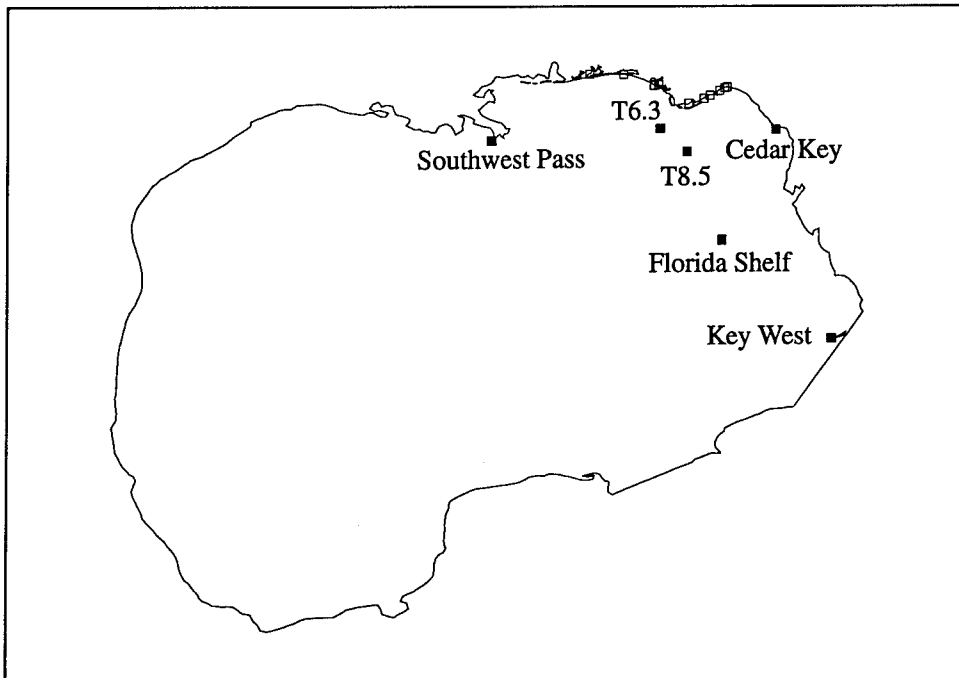 T6.3
Southwest Pass
Cedar Key
T8.5
Florida Shelf
Key West